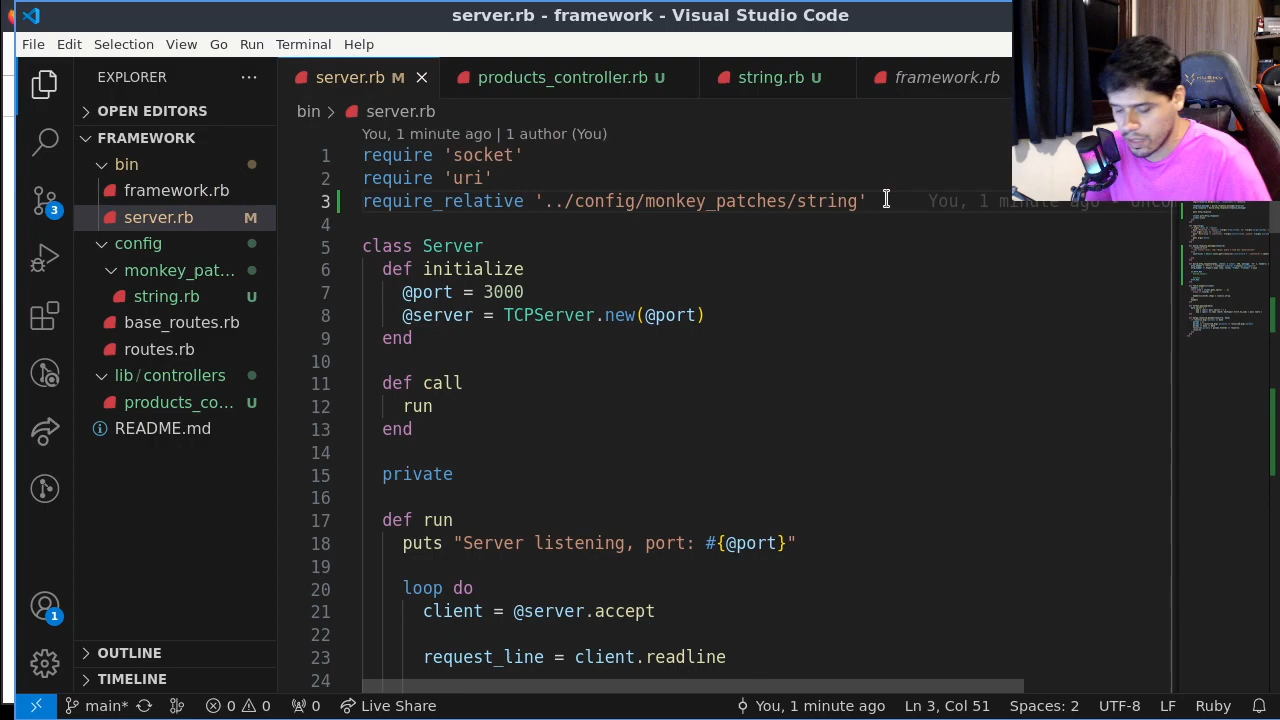 server.rb - framework - Visual Studio Code
File Edit Selection View Go Run Terminal Help
EXPLORER
server.rb M
products_controller.rb U
string.rb U
framework.rb
OPEN EDITORS
bin
server.rb
FRAMEWORK
bin
framework.rb
server.rb M
config
monkey_pat...
string.rb U
base_routes.rb
routes.rb
lib/controllers
products_co... U
README.md
OUTLINE
TIMELINE
3
1
You, 1 minute ago | 1 author (You)
1 require 'socket'
2 require 'uri'
3 require_relative '../config/monkey_patches/string' You, 1 minute ago
4
5 class Server
6 def initialize
7 @port = 3000
8 @server = TCPServer.new(@port)
9 end
10
11 def call
12 run
13 end
14
15 private
16
17 def run
18 puts "Server listening, port: #{@port}"
19
20 loop do
21 client = @server.accept
22
23 request_line = client.readline
24
main* 0 0 0 Live Share You, 1 minute ago Ln 3, Col 51 Spaces: 2 UTF-8 LF Ruby